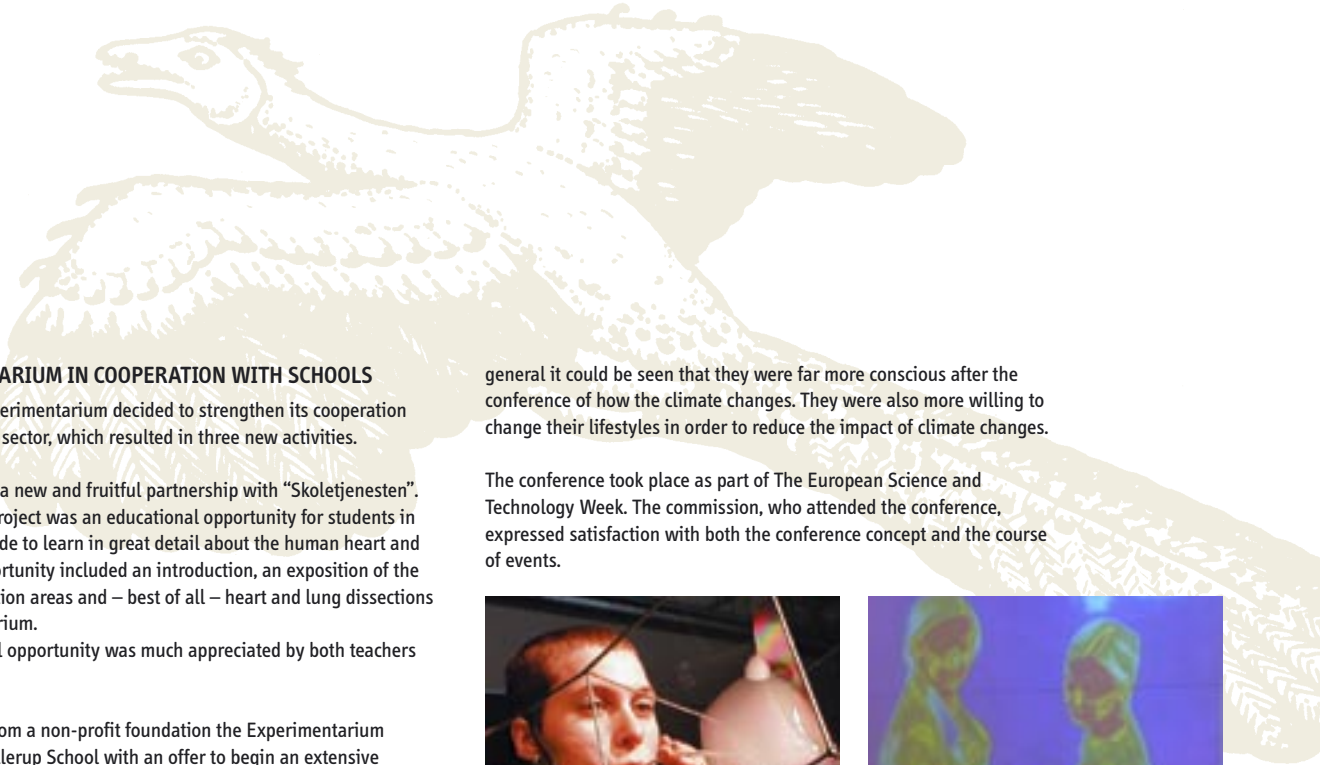 ARIUM IN COOPERATION WITH SCHOOLS
erimentarium decided to strengthen its cooperation
sector, which resulted in three new activities.
a new and fruitful partnership with “Skoletjenesten”.
roject was an educational opportunity for students in
de to learn in great detail about the human heart and
ortunity included an introduction, an exposition of the
tion areas and – best of all – heart and lung dissections
rium.
l opportunity was much appreciated by both teachers
om a non-profit foundation the Experimentarium
llerup School with an offer to begin an extensive
general it could be seen that they were far more conscious after the
conference of how the climate changes. They were also more willing to
change their lifestyles in order to reduce the impact of climate changes.
The conference took place as part of The European Science and
Technology Week. The commission, who attended the conference,
expressed satisfaction with both the conference concept and the course
of events.